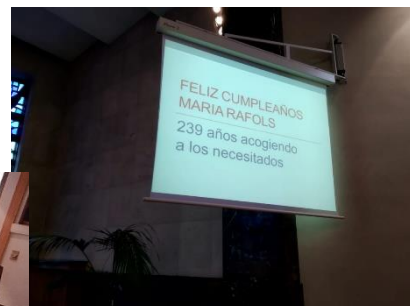 FELIZ CUMPLEAÑOS
MARIA RAFOLS
239 años acogiendo
a los necesitados